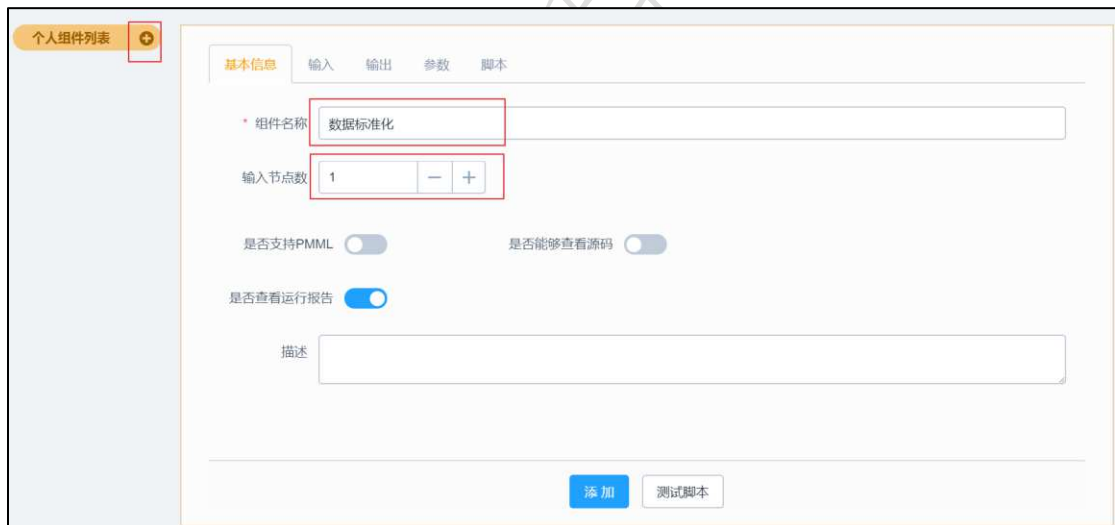 个人组件列表
基本信息 输入 输出 参数 脚本
* 组件名称 数据标准化
输入节点数 1
是否支持PMML 是否能够查看源码
是否查看运行报告
描述
添加 测试脚本